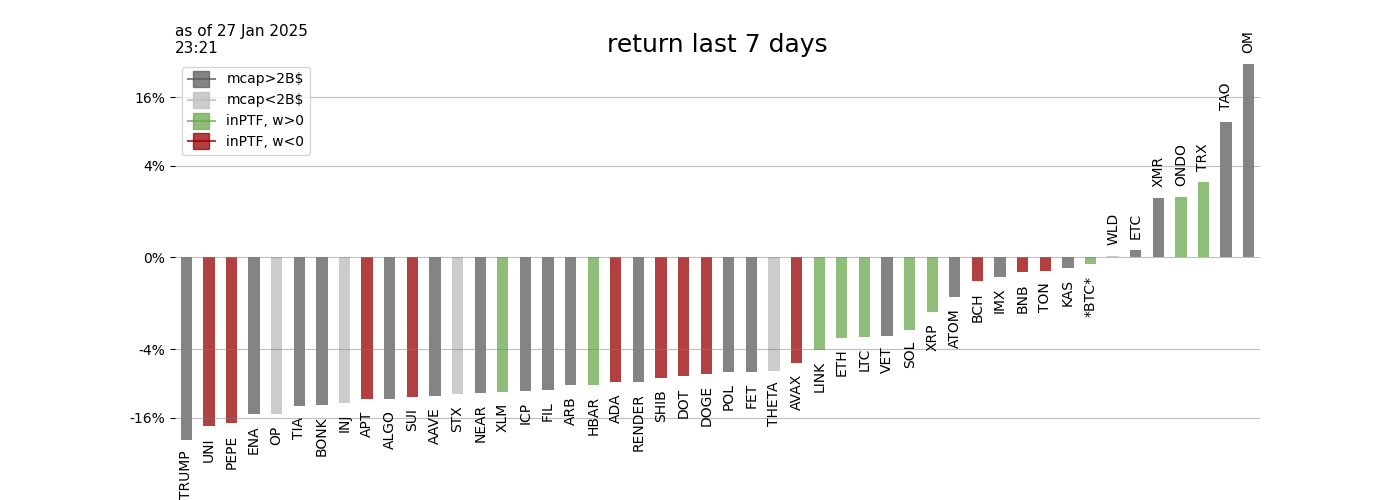 as of 27 Jan 2025
23:21
return last 7 days
mcap>2B$
mcap<2B$
inPTF, w>0
inPTF, w<0
16%
4%
0%
-4%
-16%
TRUMP
UNI
PEPE
ENA
OP
TIA
BONK
INJ
APT
ALGO
SUI
AAVE
STX
NEAR
XLM
ICP
FIL
ARB
HBAR
ADA
RENDER
SHIB
DOT
DOGE
POL
FET
THETA
AVAX
LINK
ETH
LTC
VET
SOL
XRP
ATOM
BCH
IMX
BNB
TON
KAS
*BTC*
WLD
ETC
XMR
ONDO
TRX
TAO
OM